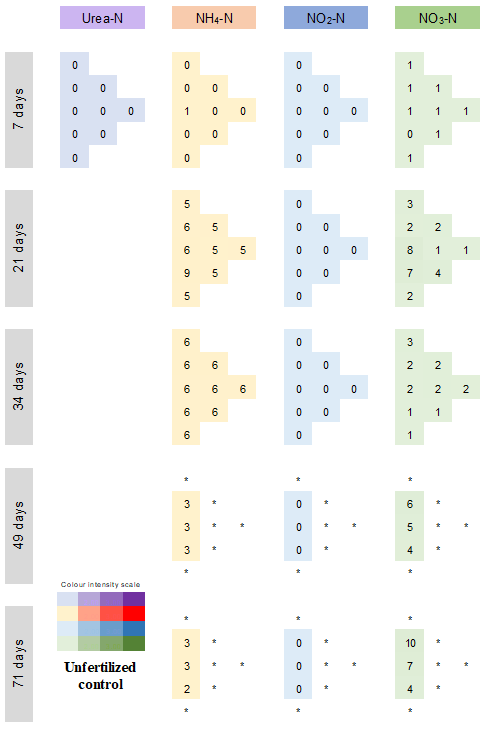 Urea-N NH₄-N NO₂-N NO₃-N
0 0 0 1
0 0 0 0 0 0 1 1
7 days 0 0 0 1 0 0 0 0 0 1 1 1
0 0 0 0 0 0 0 1
0 0 0 1
5 0 3
6 5 0 0 2 2
21 days 6 5 5 0 0 0 8 1 1
9 5 0 0 7 4
5 0 2
6 0 3
6 6 0 0 2 2
34 days 6 6 6 0 0 0 2 2 2
6 6 0 0 1 1
6 0 1
* * *
3 * 0 * 6 *
49 days 3 * * 0 * * 5 * *
3 * 0 * 4 *
* * *
Colour intensity scale
* * *
3 * 0 * 10 *
71 days 3 * * 0 * * 7 * *
2 * 0 * 4 *
* * *
Unfertilized
control